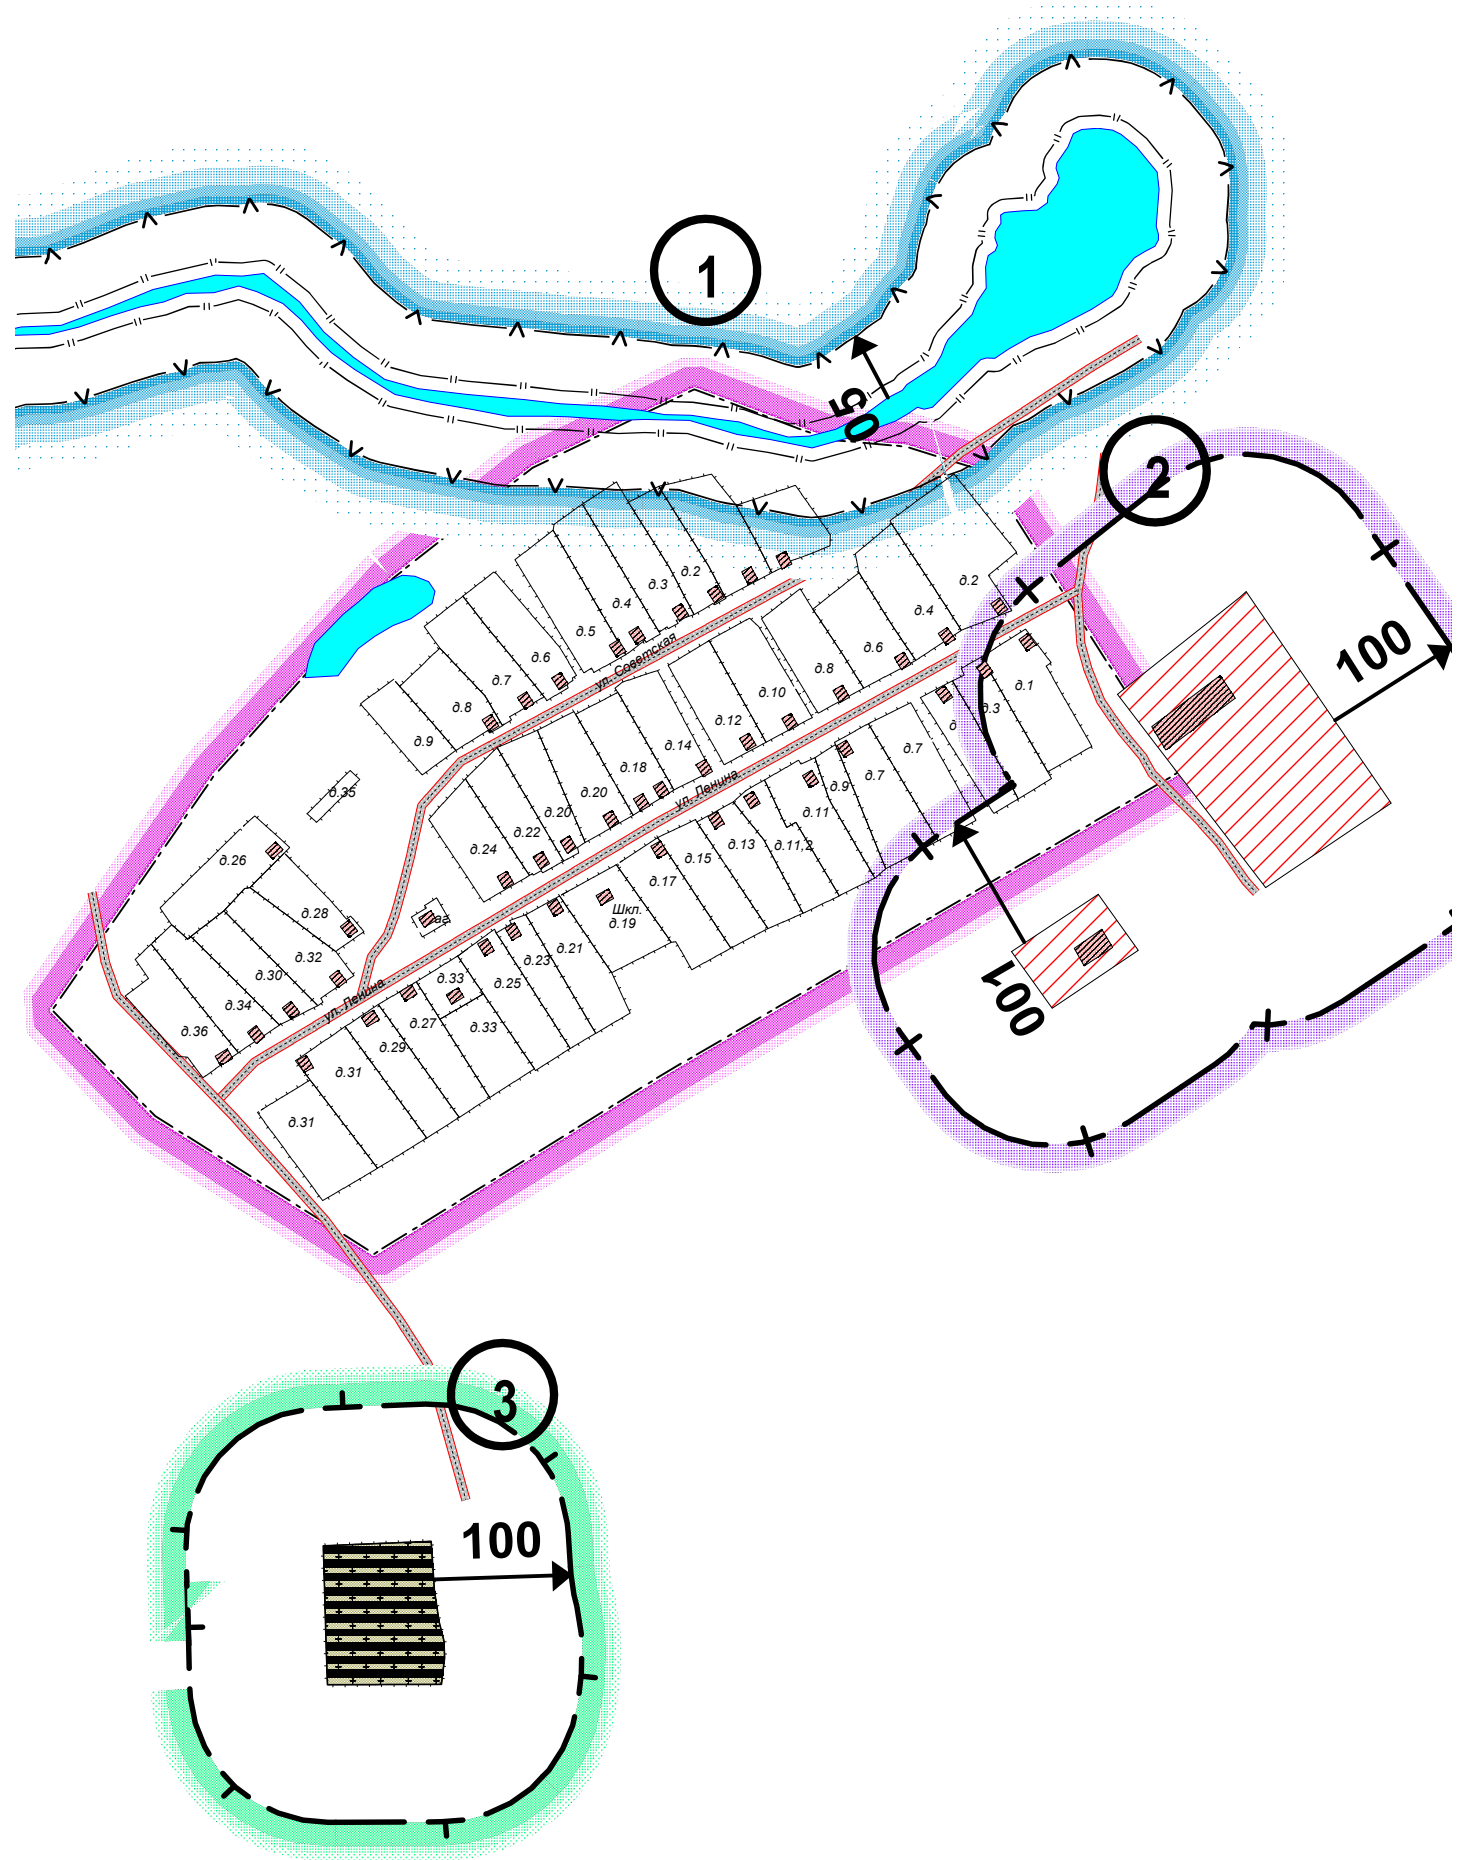 1
50
2
д.2
д.3
д.4
д.5
д.2
д.4
д.6
д.8
ул. Советская
д.6
д.7
д.8
д.9
д.10
д.12
д.14
д.18
д.20
д.20
д.22
д.24
д.1
д.3
д
д.7
д.7
д.9
д.11
д.11,2
д.13
д.15
д.17
ул. Ленина
100
д.35
д.26
д.28
д.32
д.30
д.34
д.36
Шкл.
д.19
д.21
д.23
д.25
д.33
д.33
д.27
д.29
д.31
д.31
ул. Ленина
100
3
100